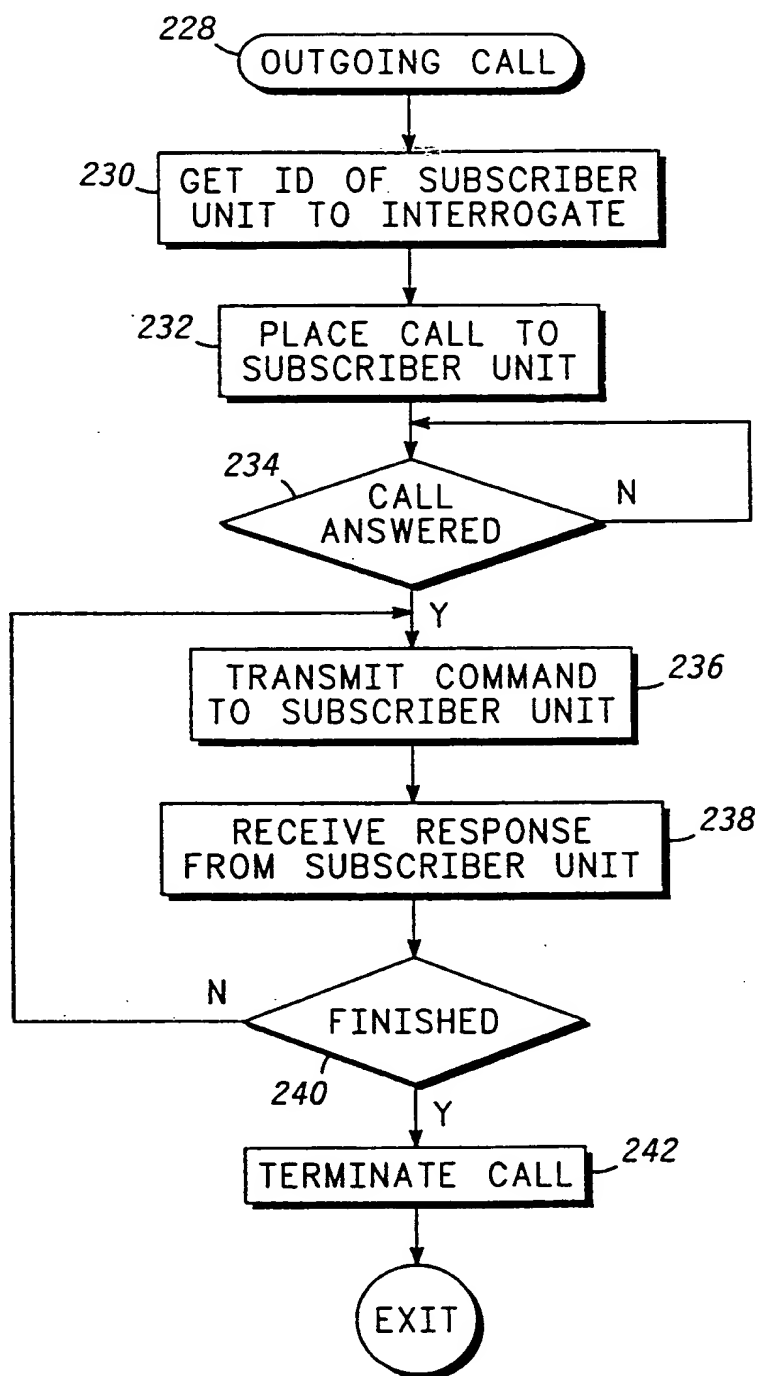 228
OUTGOING CALL
230
GET ID OF SUBSCRIBER
UNIT TO INTERROGATE
232
PLACE CALL TO
SUBSCRIBER UNIT
234
CALL
ANSWERED
N
Y
TRANSMIT COMMAND
TO SUBSCRIBER UNIT
236
RECEIVE RESPONSE
FROM SUBSCRIBER UNIT
238
N
FINISHED
240
Y
TERMINATE CALL
242
EXIT